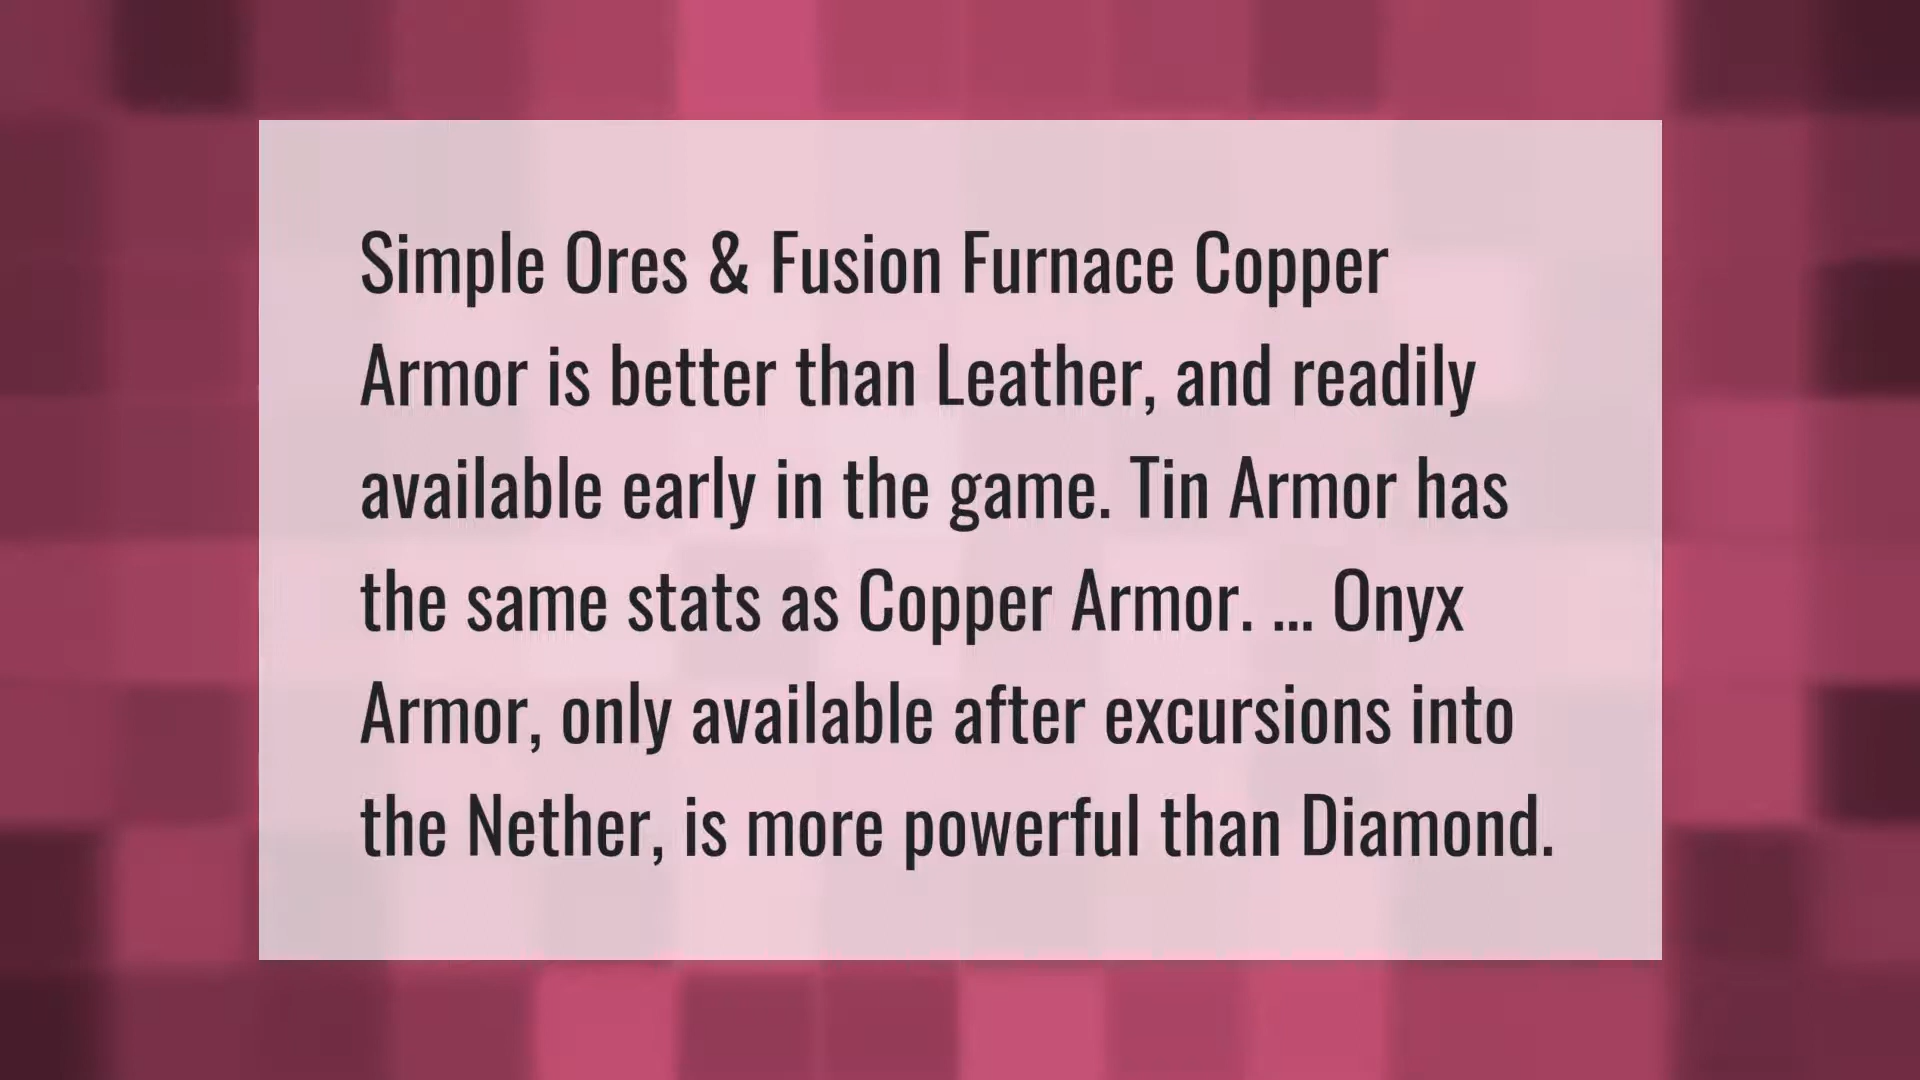 Simple Ores & Fusion Furnace Copper
Armor is better than Leather, and readily
available early in the game. Tin Armor has
the same stats as Copper Armor. ... Onyx
Armor, only available after excursions into
the Nether, is more powerful than Diamond.